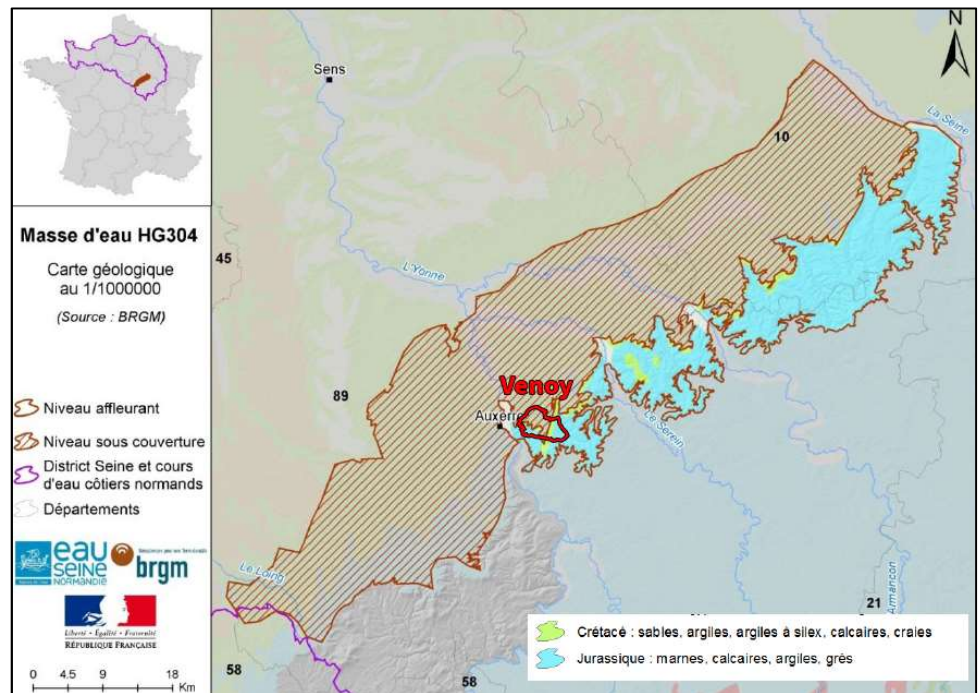 Masse d'eau HG304
Carte géologique
au 1/1000000
(Source : BRGM)
Niveau affleurant
Niveau sous couverture
District Seine et cours
d'eau côtiers normands
Départements
eau
SEINE
NORMANDIE
brgm
Liberté • Égalité • Fraternité
RÉPUBLIQUE FRANÇAISE
0 4.5 9 18
Km
N
Sens
10
La Seine
45
L'Yonne
89
Venoy
Auxerre
Le Serein
Le Loing
Armançon
21
58
58
Crétacé : sables, argiles, argiles à silex, calcaires, craies
Jurassique : marnes, calcaires, argiles, grès